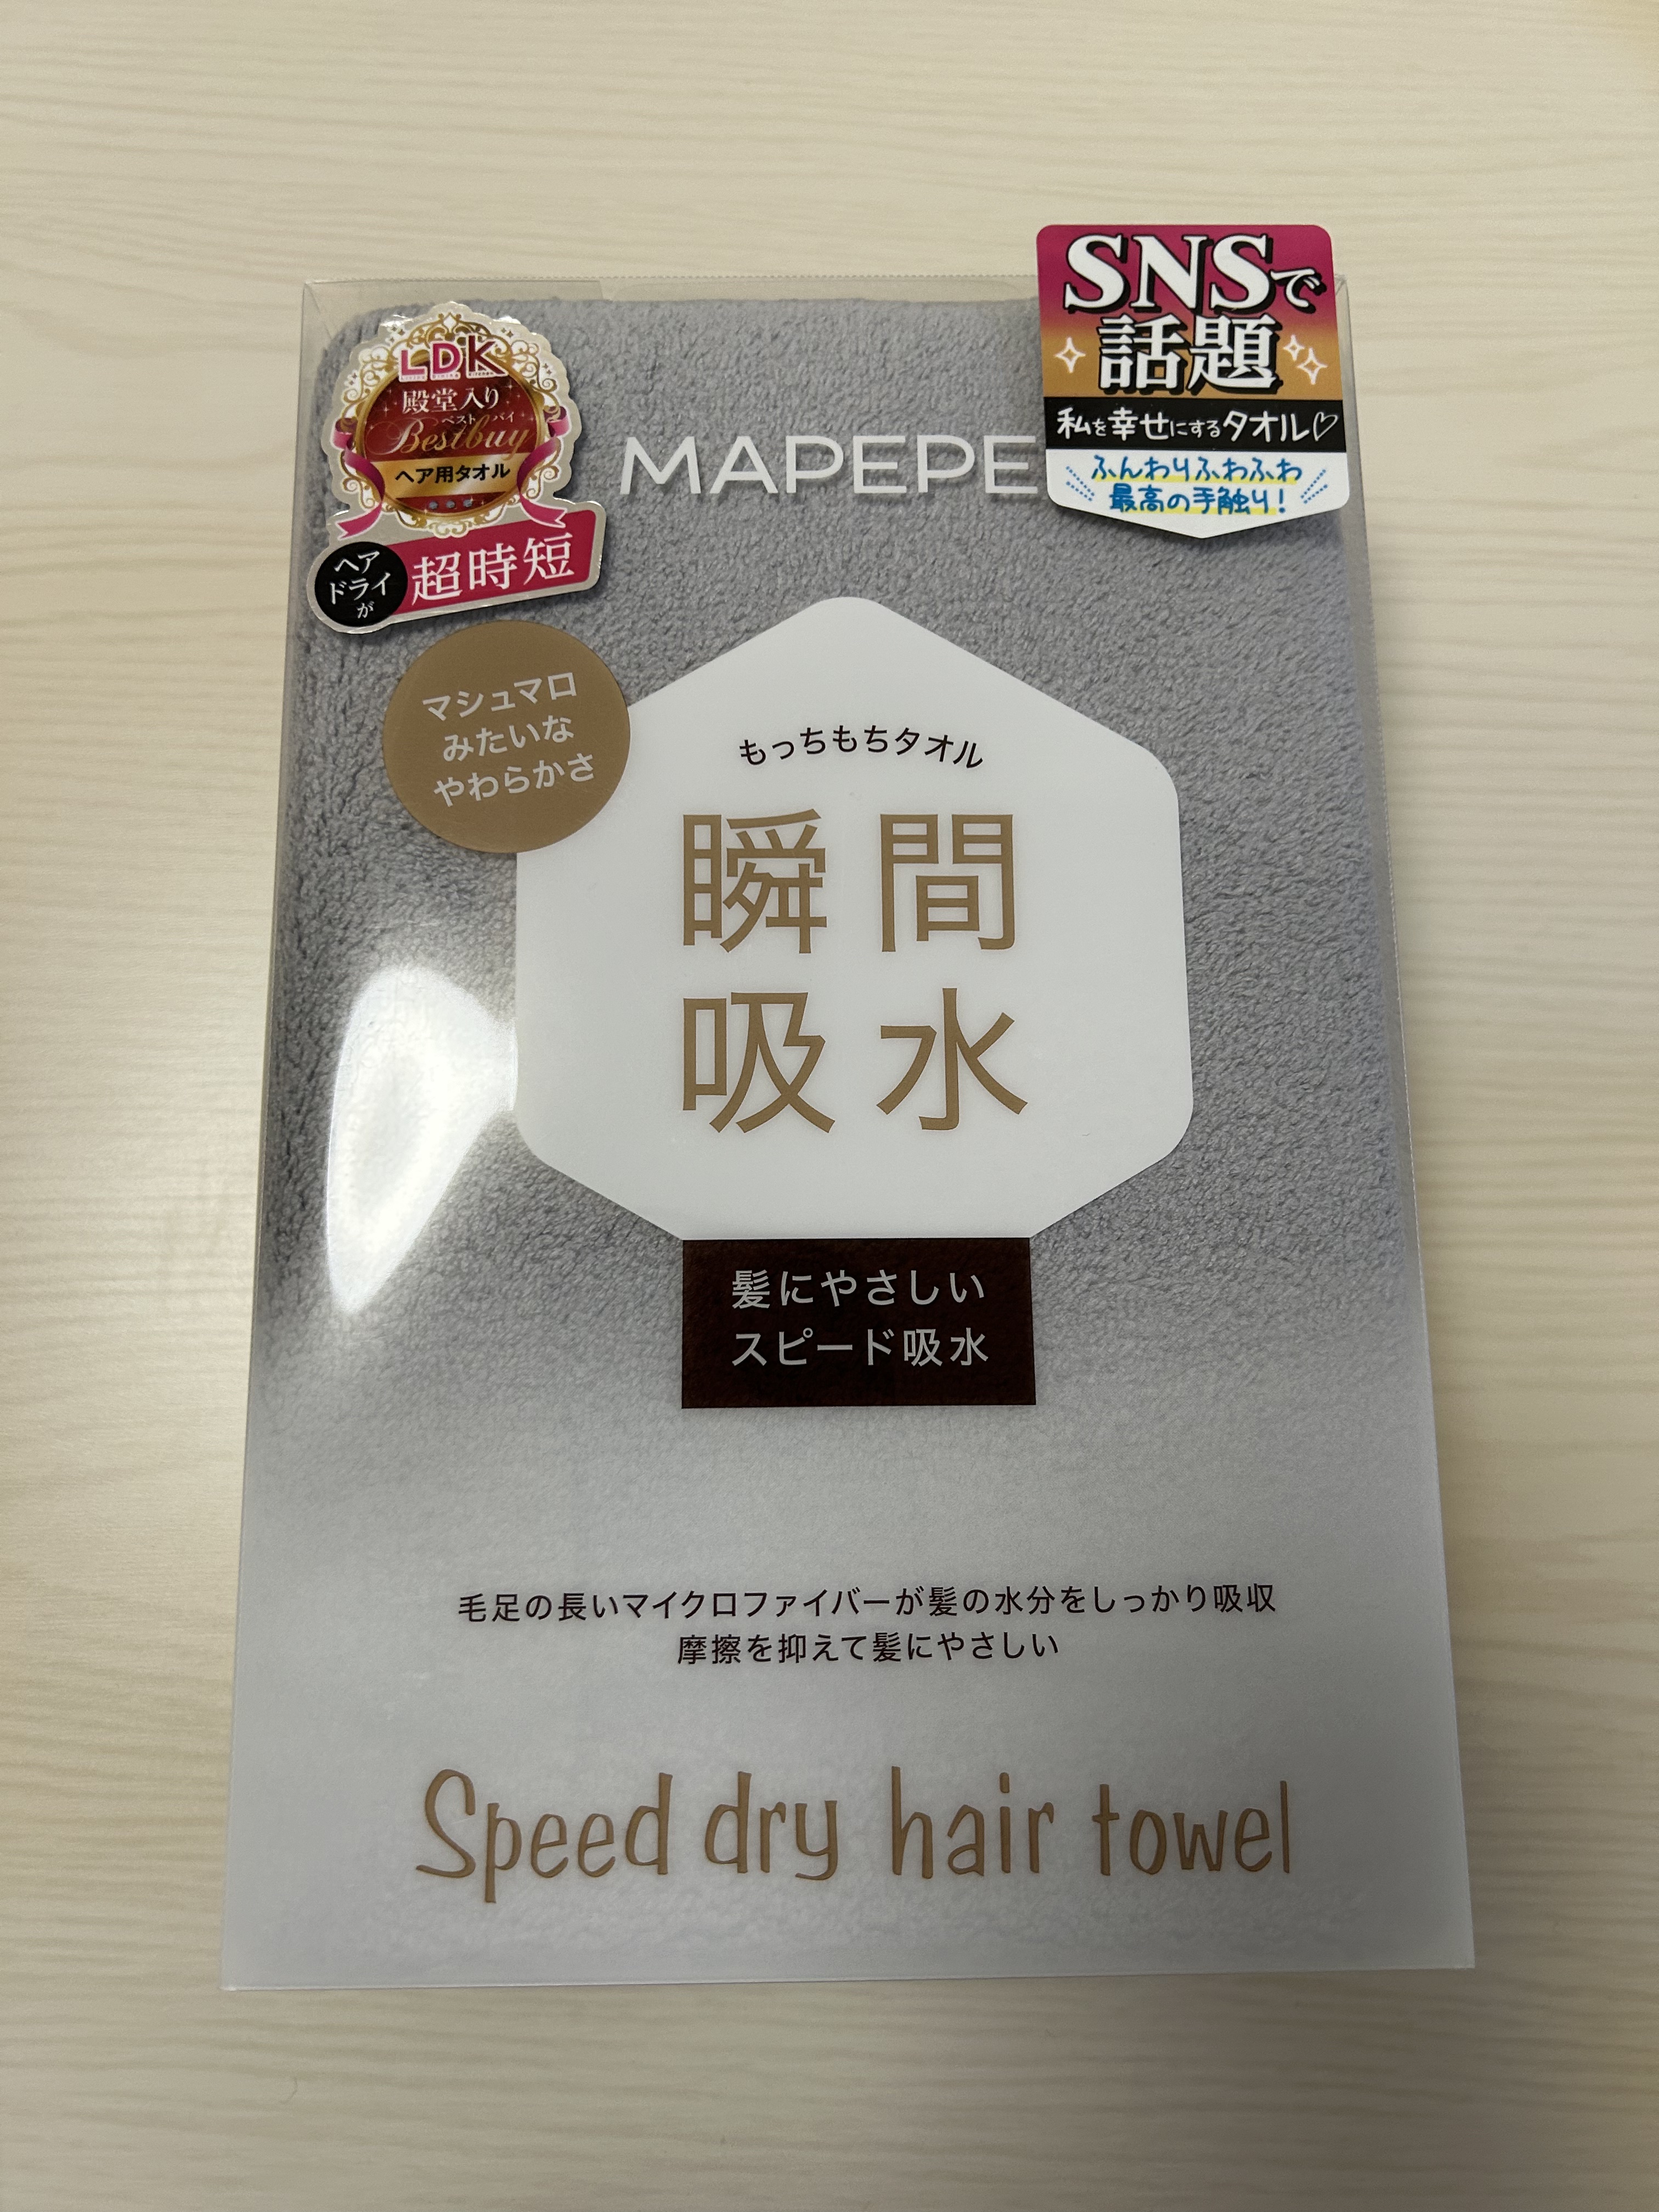 LDK
殿堂入り
ベストバイ
Bestbuy
ヘア用タオル
ヘア
ドライ
が
超時短
SNSで
話題
私を幸せにするタオル♡
ふんわりふわふわ
最高の手触り!
MAPEPE
マシュマロ
みたいな
やわらかさ
もっちもちタオル
瞬間
吸水
髪にやさしい
スピード吸水
毛足の長いマイクロファイバーが髪の水分をしっかり吸収
摩擦を抑えて髪にやさしい
Speed dry hair towel